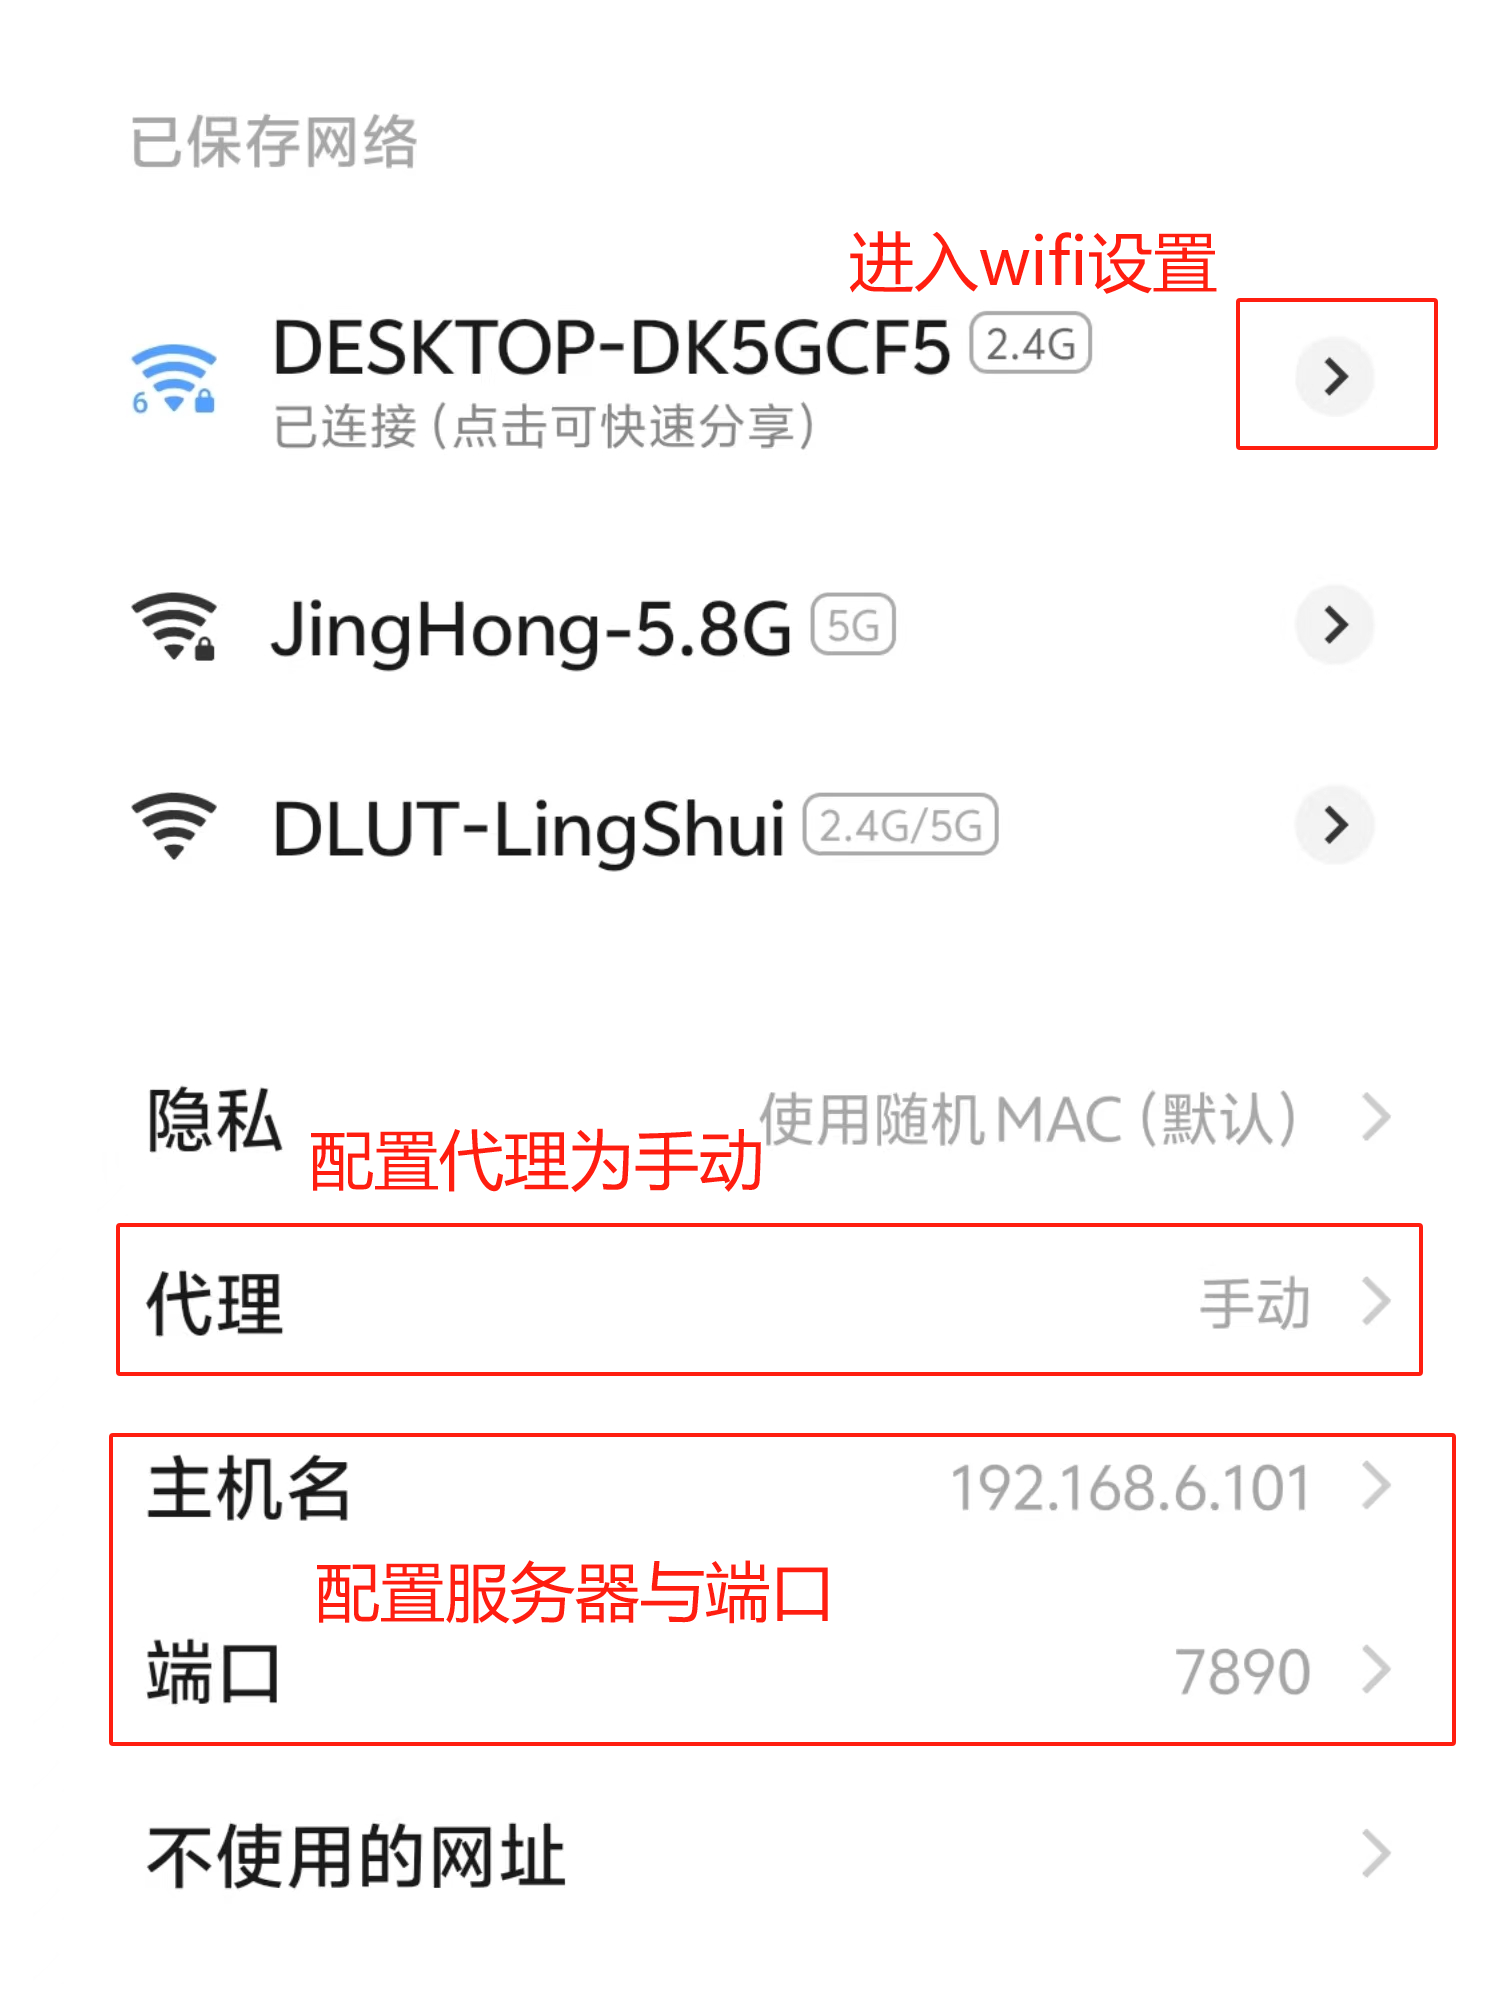 已保存网络
进入wifi设置
DESKTOP-DK5GCF5 2.4G
6
已连接 (点击可快速分享)
JingHong-5.8G 5G
DLUT-LingShui 2.4G/5G
隐私 使用随机 MAC (默认)
配置代理为手动
代理 手动
主机名 192.168.6.101
配置服务器与端口
端口 7890
不使用的网址